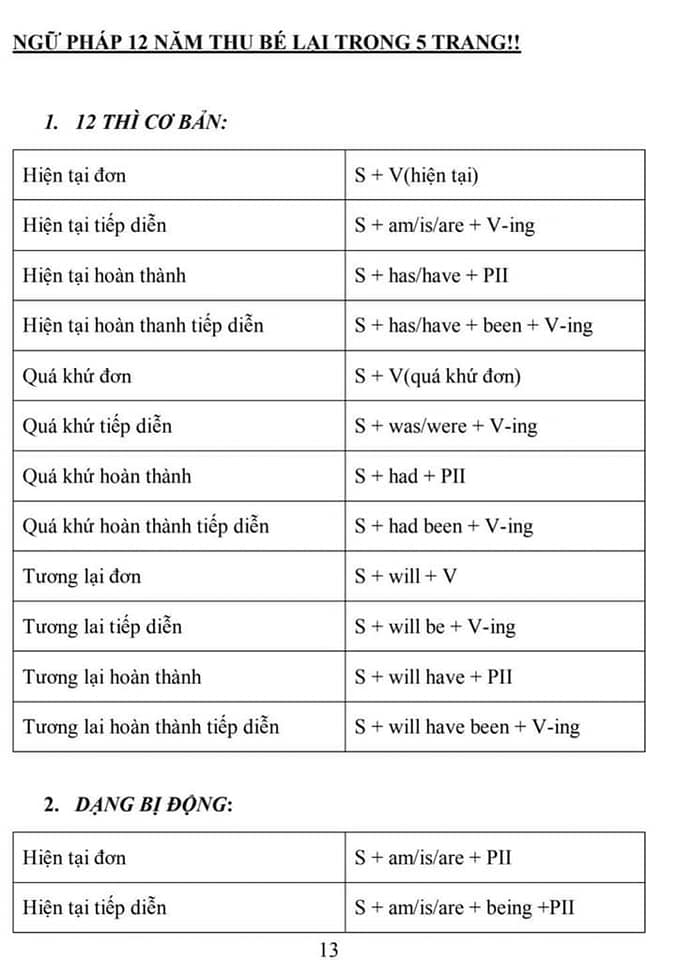 NGỮ PHÁP 12 NĂM THU BÉ LAI TRONG 5 TRANG!!
1. 12 THÌ CƠ BẢN:
Hiện tại đơn S + V(hiện tại)
Hiện tại tiếp diễn S + am/is/are + V-ing
Hiện tại hoàn thành S + has/have + PII
Hiện tại hoàn thanh tiếp diễn S + has/have + been + V-ing
Quá khứ đơn S + V(quá khứ đơn)
Quá khứ tiếp diễn S + was/were + V-ing
Quá khứ hoàn thành S + had + PII
Quá khứ hoàn thành tiếp diễn S + had been + V-ing
Tương lại đơn S + will + V
Tương lai tiếp diễn S + will be + V-ing
Tương lại hoàn thành S + will have + PII
Tương lai hoàn thành tiếp diễn S + will have been + V-ing
2. DẠNG BỊ ĐỘNG:
Hiện tại đơn S + am/is/are + PII
Hiện tại tiếp diễn S + am/is/are + being +PII
13